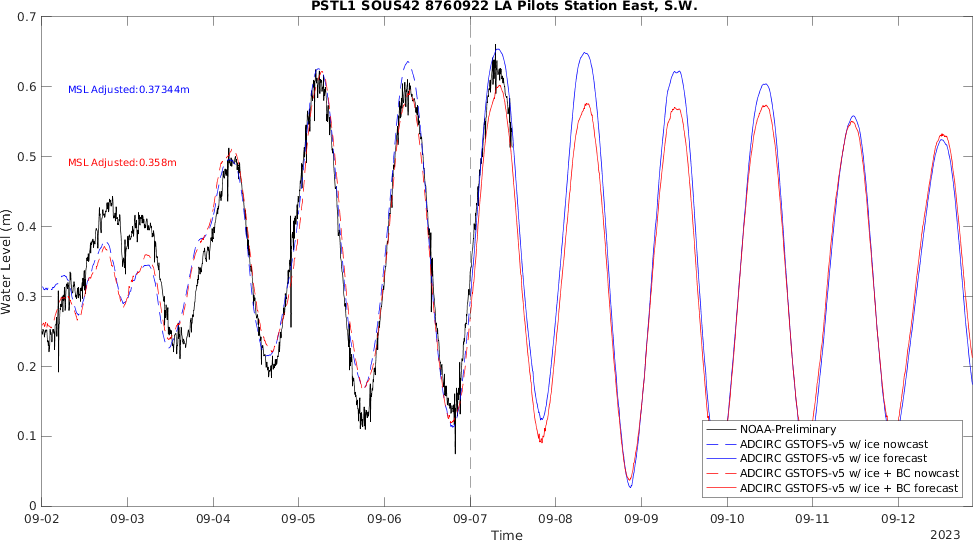 PSTL1 SOUS42 8760922 LA Pilots Station East, S.W.
0.7
0.6
0.5
0.4
0.3
0.2
0.1
0
Water Level (m)
MSL Adjusted:0.37344m
MSL Adjusted:0.358m
NOAA-Preliminary
ADCIRC GSTOFS-v5 w/ ice nowcast
ADCIRC GSTOFS-v5 w/ ice forecast
ADCIRC GSTOFS-v5 w/ ice + BC nowcast
ADCIRC GSTOFS-v5 w/ ice + BC forecast
09-02 09-03 09-04 09-05 09-06 09-07 09-08 09-09 09-10 09-11 09-12
Time
2023